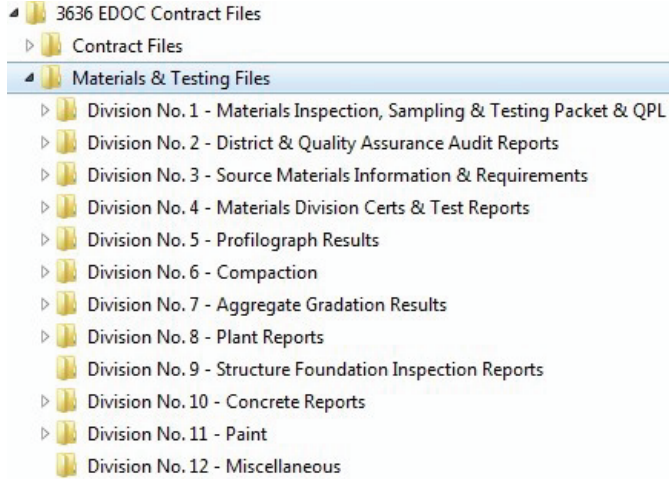 3636 EDOC Contract Files
Contract Files
Materials & Testing Files
Division No. 1 - Materials Inspection, Sampling & Testing Packet & QPL
Division No. 2 - District & Quality Assurance Audit Reports
Division No. 3 - Source Materials Information & Requirements
Division No. 4 - Materials Division Certs & Test Reports
Division No. 5 - Profilograph Results
Division No. 6 - Compaction
Division No. 7 - Aggregate Gradation Results
Division No. 8 - Plant Reports
Division No. 9 - Structure Foundation Inspection Reports
Division No. 10 - Concrete Reports
Division No. 11 - Paint
Division No. 12 - Miscellaneous